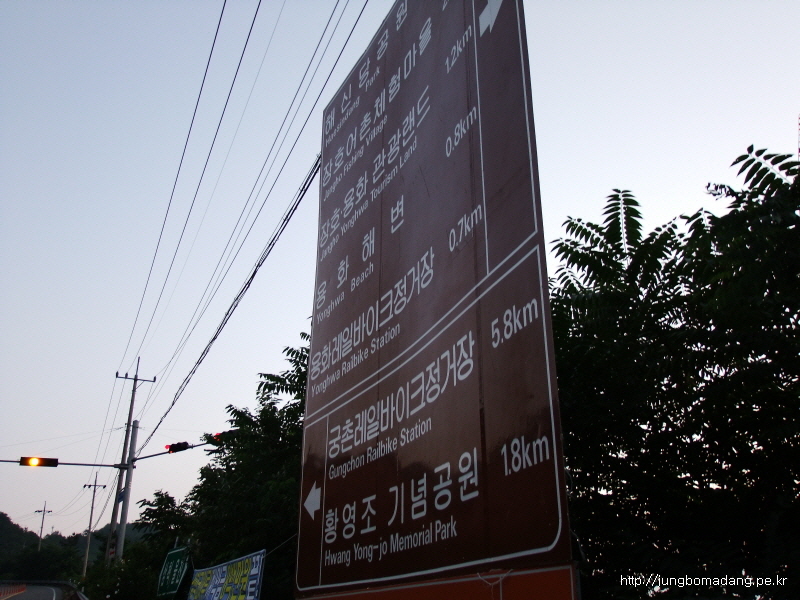 해신당공원
Haesindang Park
장호어촌체험마을
Jangho Fishing Village
1.2km
장호·용화 관광랜드
Jangho·Yonghwa Tourism Land
0.8km
용화해변
Yonghwa Beach
용화레일바이크정거장
Yonghwa Railbike Station
0.7km
궁촌레일바이크정거장
Gungchon Railbike Station
5.8km
황영조 기념공원
Hwang Yong-jo Memorial Park
1.8km
http://jungbomadang.pe.kr